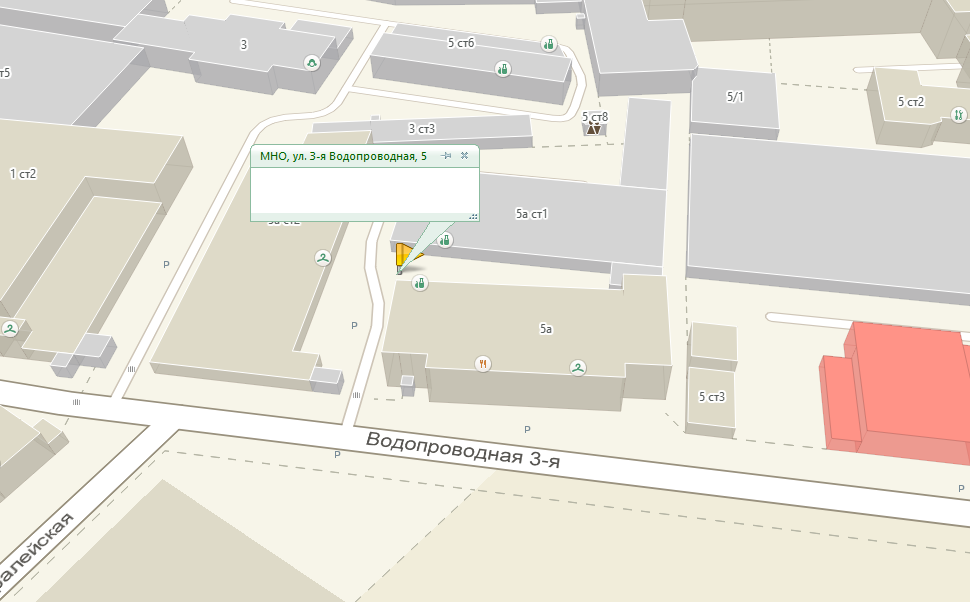 3
5 ст6
т5
5/1
5 ст2
5 ст8
3 ст3
МНО, ул. 3-я Водопроводная, 5
1 ст2
5а ст1
P
P
5а
5 ст3
P
Водопроводная 3-я
P
P
ралейская